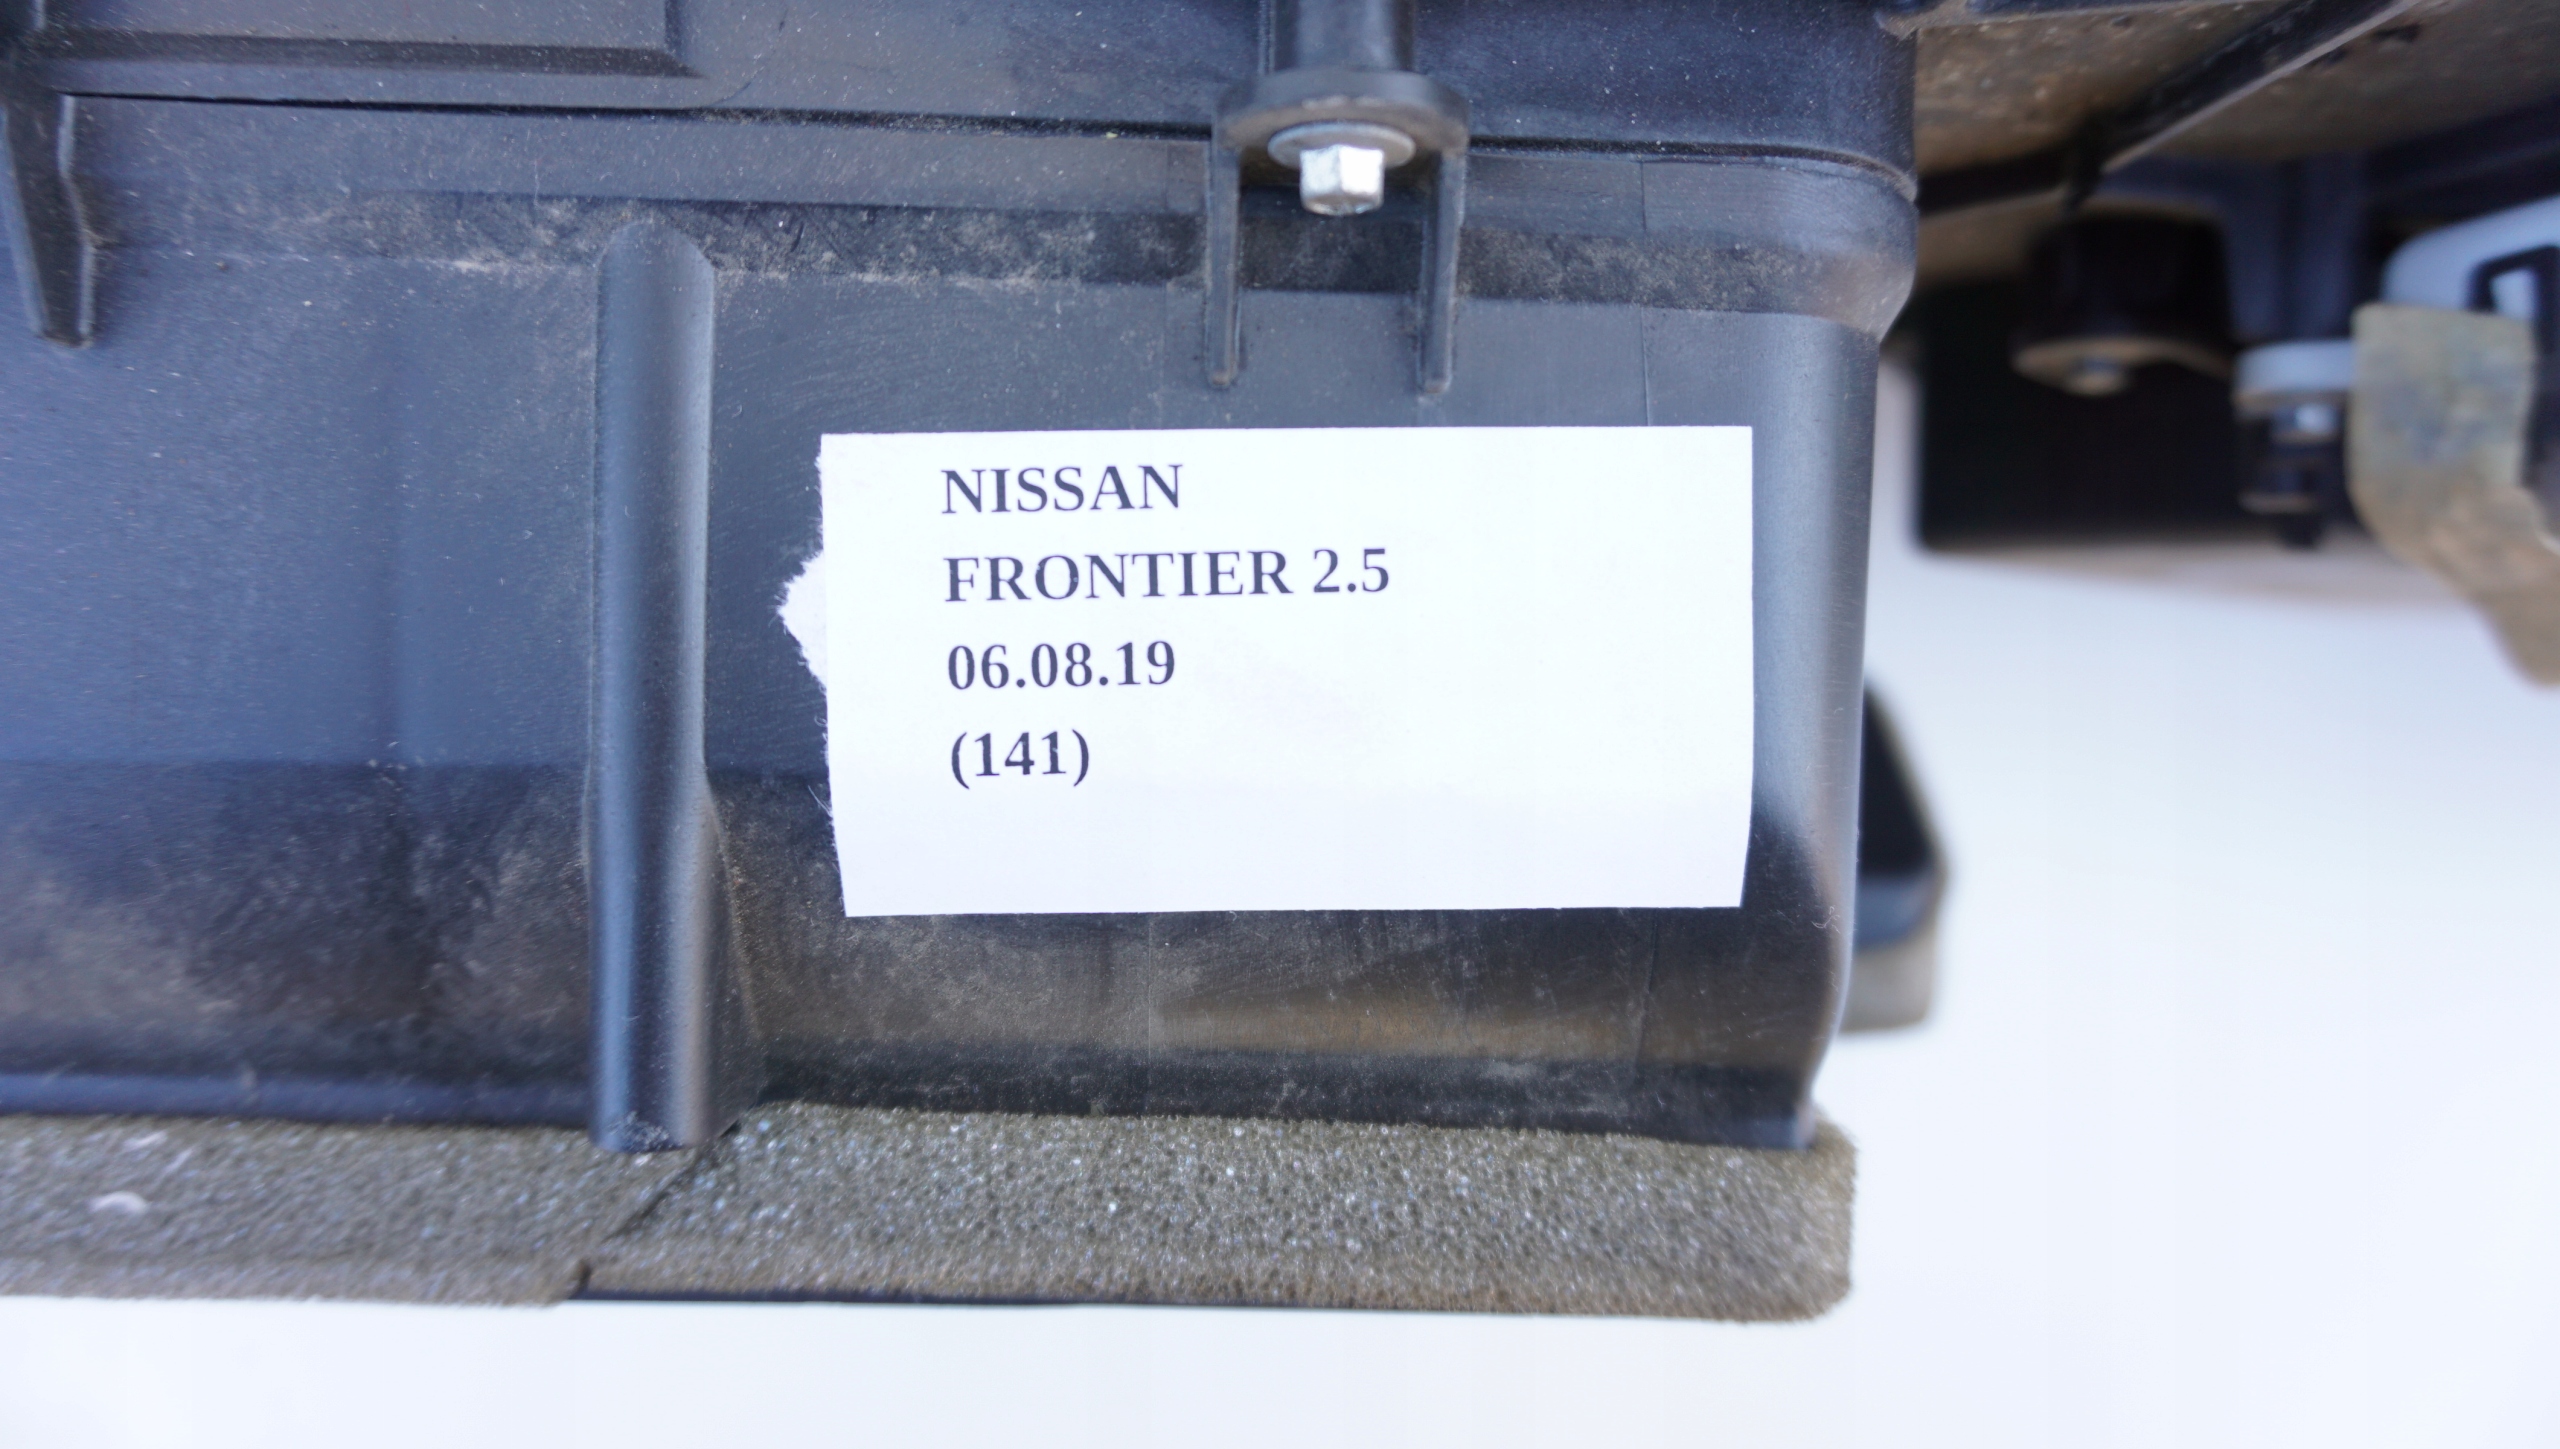 NISSAN
FRONTIER 2.5
06.08.19
(141)